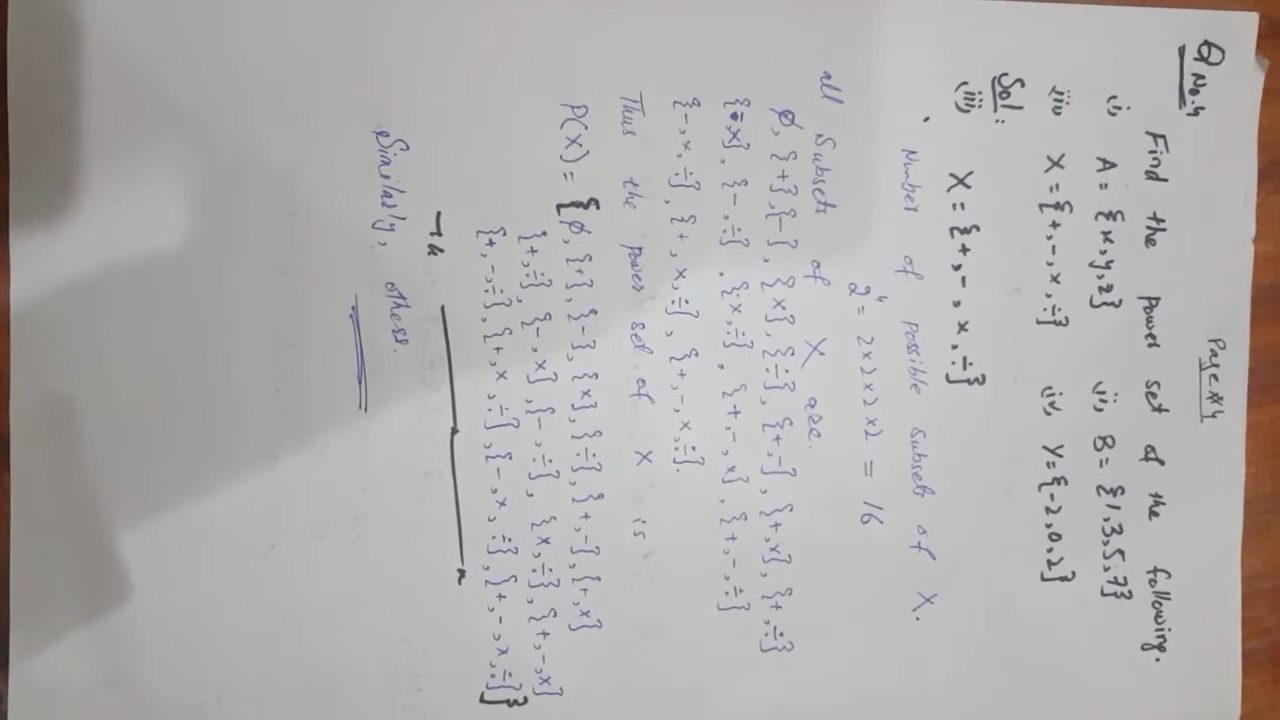 Page # 4
Q No. 4
Find the power set of the following.
i, A = {x, y, z} ii, B = {1, 3, 5, 7}
iii, X = {+, -, x, ÷} iv, Y = {-2, 0, 2}
Sol:
iii) X = {+, -, x, ÷}
Number of possible subsets of X.
2⁴ = 2 x 2 x 2 x 2 = 16
all subsets of X are.
∅, {+}, {-}, {x}, {÷}, {+, -}, {+, x}, {+, ÷}
{-, x}, {-, ÷}, {x, ÷}, {+, -, x}, {+, -, ÷}
{-, x, ÷}, {+, x, ÷}, {+, -, x, ÷}.
Thus the power set of X is
P(X) = {∅, {+}, {-}, {x}, {÷}, {+, -}, {+, x}
{+, ÷}, {-, x}, {-, ÷}, {x, ÷}, {+, -, x}
{+, -, ÷}, {+, x, ÷}, {-, x, ÷}, {+, -, x, ÷}}
Similarly, others.